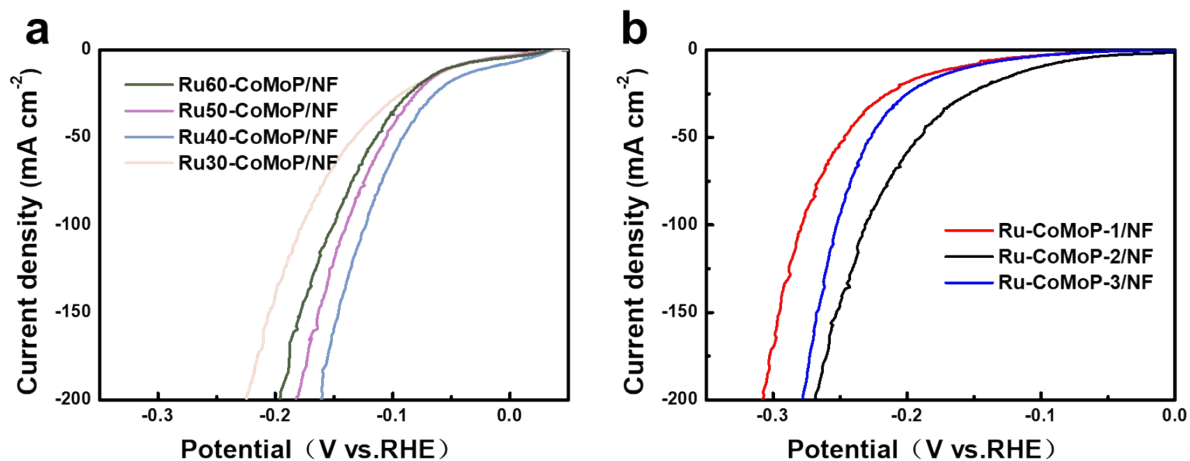 a
Ru60-CoMoP/NF
Ru50-CoMoP/NF
Ru40-CoMoP/NF
Ru30-CoMoP/NF
Current density (mA cm-2)
0
-50
-100
-150
-200
-0.3
-0.2
-0.1
0.0
Potential（V vs.RHE）
b
Ru-CoMoP-1/NF
Ru-CoMoP-2/NF
Ru-CoMoP-3/NF
Current density (mA cm-2)
0
-50
-100
-150
-200
-0.3
-0.2
-0.1
0.0
Potential（V vs.RHE）